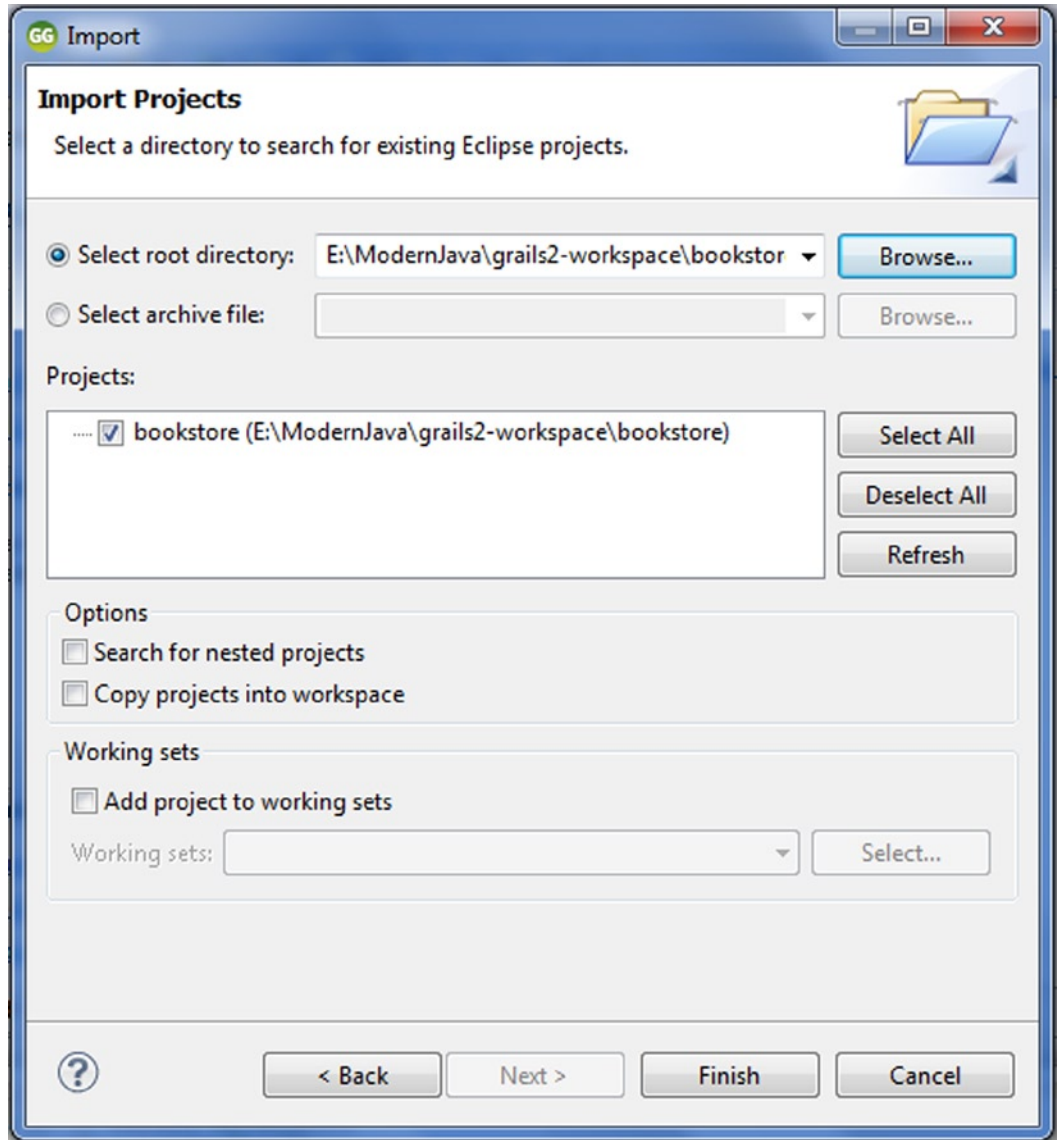 GG Import
Import Projects
Select a directory to search for existing Eclipse projects.
Select root directory: E:\ModernJava\grails2-workspace\bookstor Browse...
Select archive file: Browse...
Projects:
bookstore (E:\ModernJava\grails2-workspace\bookstore)
Select All
Deselect All
Refresh
Options
Search for nested projects
Copy projects into workspace
Working sets
Add project to working sets
Working sets: Select...
? < Back Next > Finish Cancel